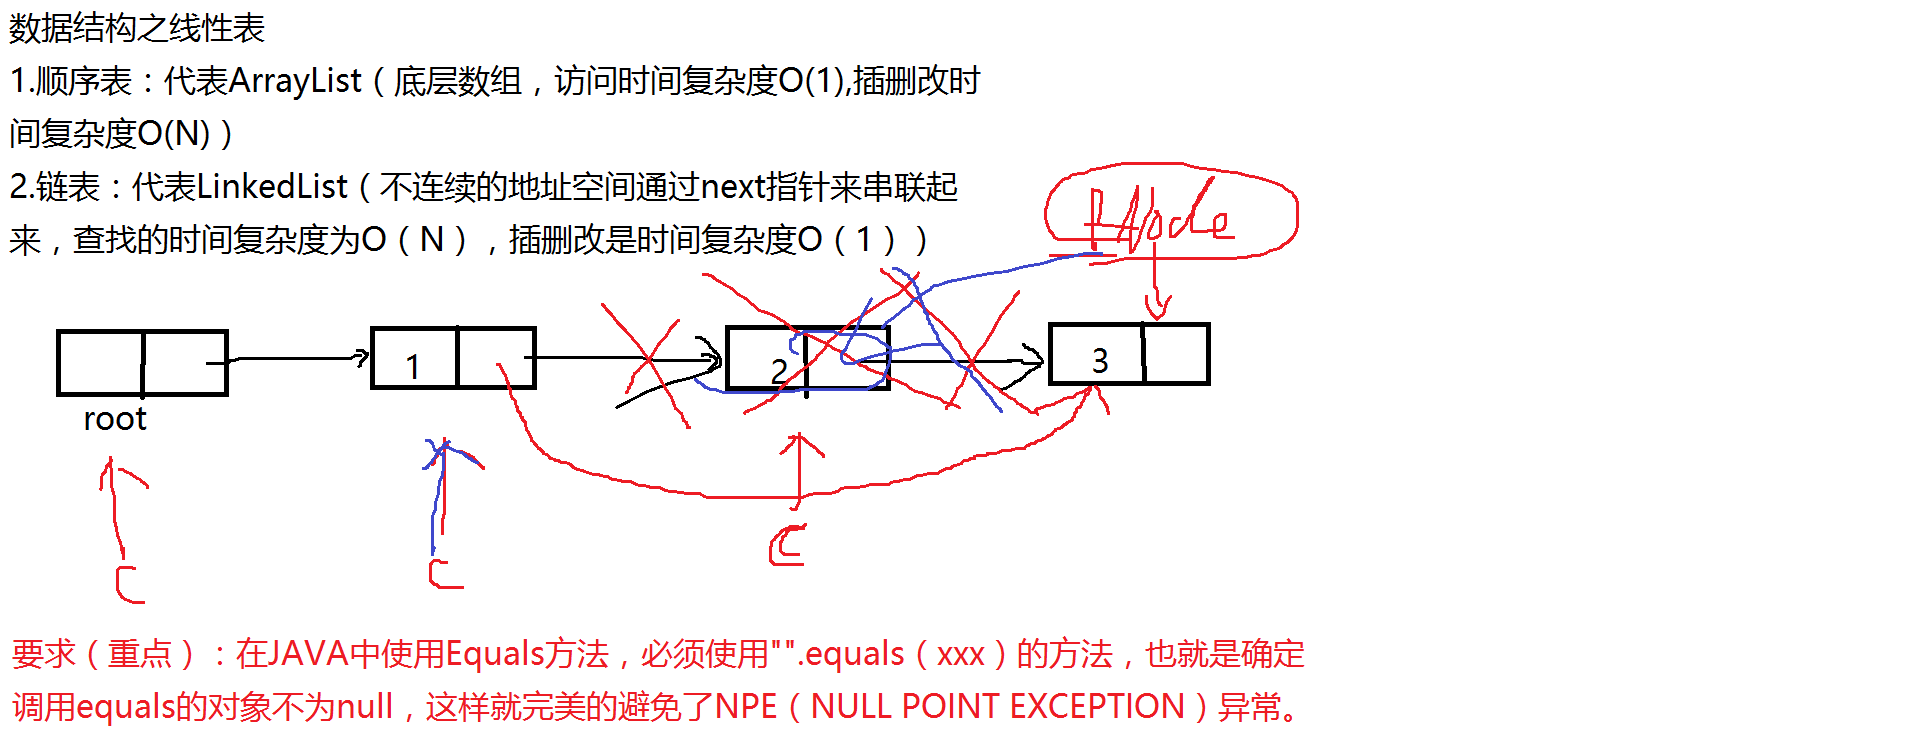 数据结构之线性表
1.顺序表：代表ArrayList（底层数组，访问时间复杂度O(1),插删改时
间复杂度O(N)）
2.链表：代表LinkedList（不连续的地址空间通过next指针来串联起
来，查找的时间复杂度为O（N），插删改是时间复杂度O（1））
1
2
3
root
C
C
C
要求（重点）：在JAVA中使用Equals方法，必须使用"".equals（xxx）的方法，也就是确定
调用equals的对象不为null，这样就完美的避免了NPE（NULL POINT EXCEPTION）异常。